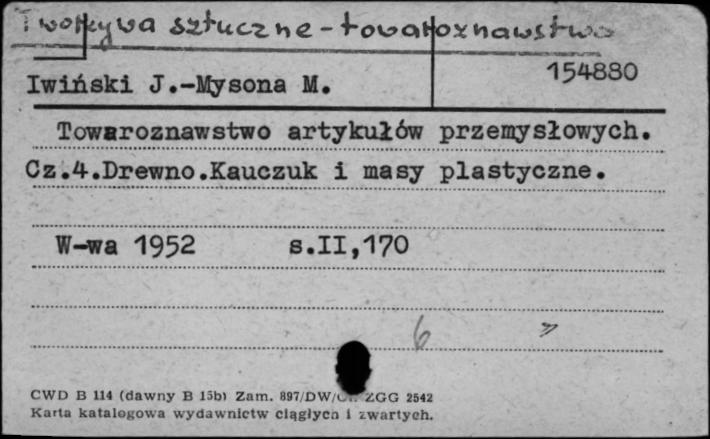 Tworzywa sztuczne - towaroznawstwo
154880
Iwiński J.-Mysona M.
Towaroznawstwo artykułów przemysłowych.
Cz.4.Drewno.Kauczuk i masy plastyczne.
W-wa 1952 s.II,170
6 "
CWD B 114 (dawny B 15b) Zam. 897/DW/ ZGG 2542
Karta katalogowa wydawnictw ciągłych i zwartych.